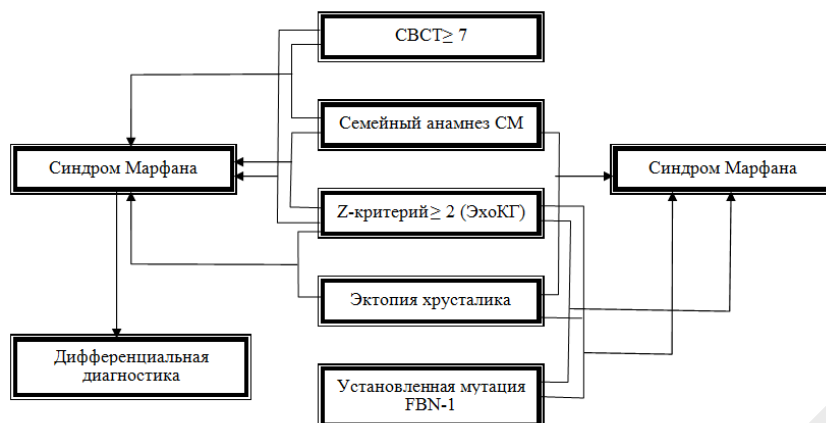 СВСТ≥ 7
Семейный анамнез СМ
Синдром Марфана
Синдром Марфана
Z-критерий ≥ 2 (ЭхоКГ)
Эктопия хрусталика
Дифференциальная
диагностика
Установленная мутация
FBN-1